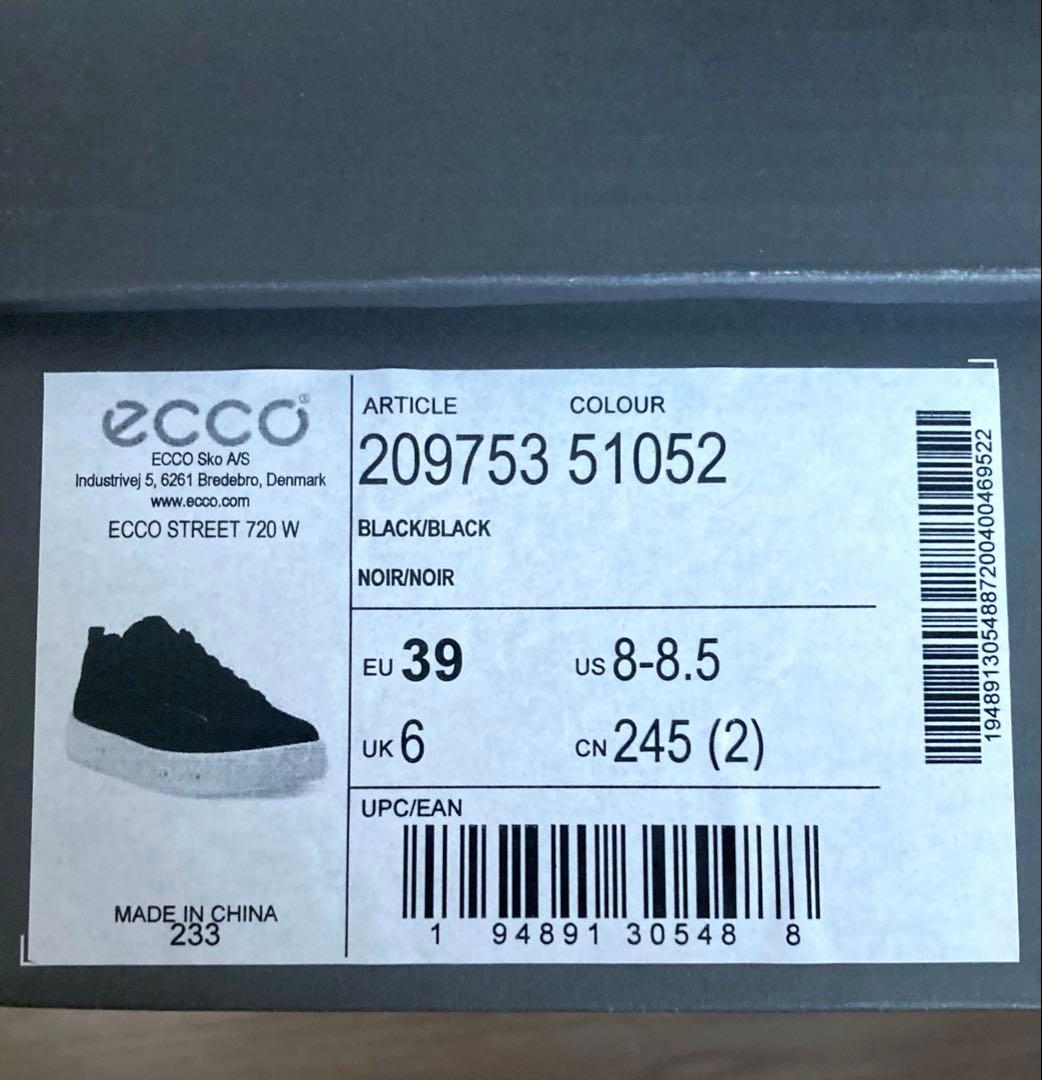 ecco®
ECCO Sko A/S
Industrivej 5, 6261 Bredebro, Denmark
www.ecco.com
ECCO STREET 720 W
MADE IN CHINA
233
ARTICLE COLOUR
209753 51052
BLACK/BLACK
NOIR/NOIR
EU 39 US 8-8.5
UK 6 CN 245 (2)
UPC/EAN
1 94891 30548 8
1948913054887200400469522